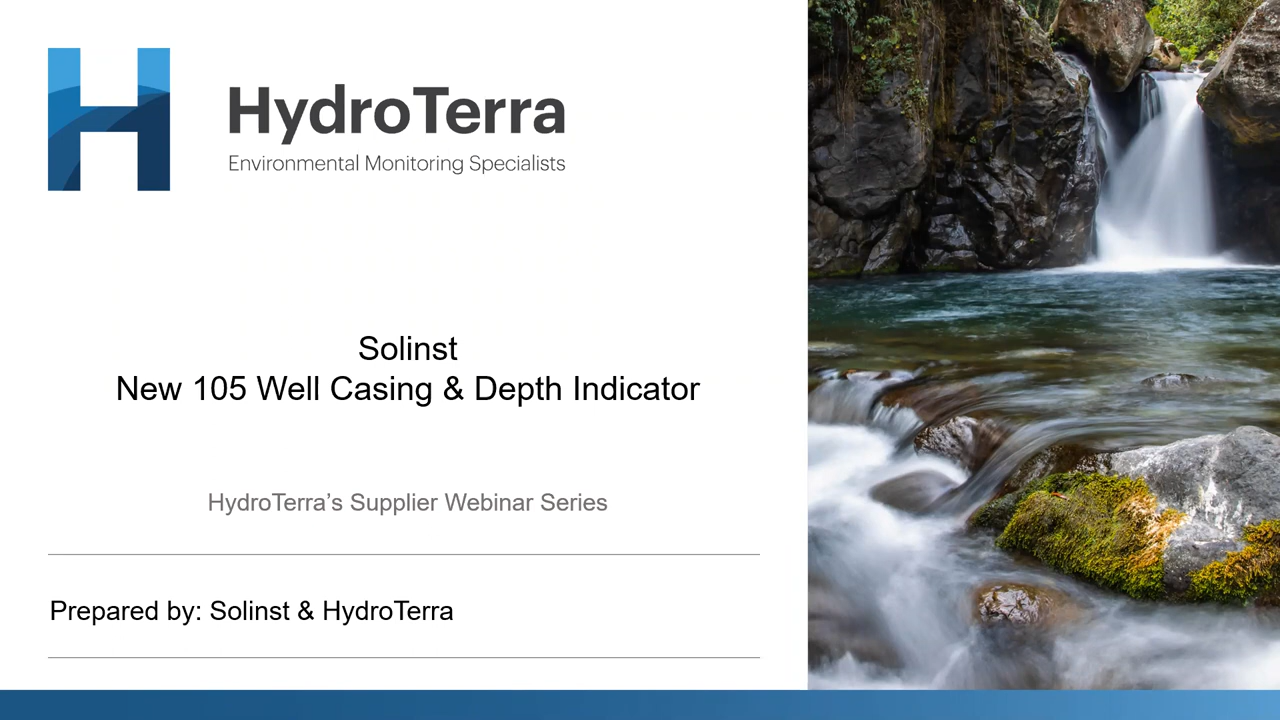 HydroTerra
Environmental Monitoring Specialists
Solinst
New 105 Well Casing & Depth Indicator
HydroTerra’s Supplier Webinar Series
Prepared by: Solinst & HydroTerra